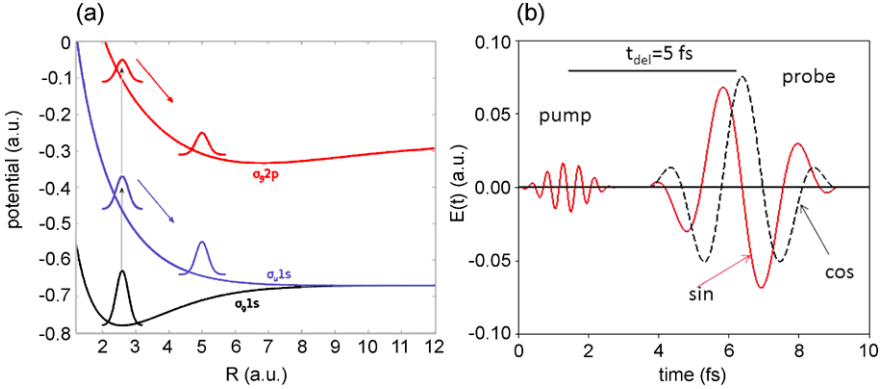 (a)
0
-0.1
-0.2
-0.3
-0.4
-0.5
-0.6
-0.7
-0.8
potential (a.u.)
σg2p
σu1s
σg1s
2 3 4 5 6 7 8 9 10 11 12
R (a.u.)
(b)
0.10
0.05
0.00
-0.05
-0.10
E(t) (a.u.)
tdel=5 fs
probe
pump
sin
cos
0 2 4 6 8 10
time (fs)